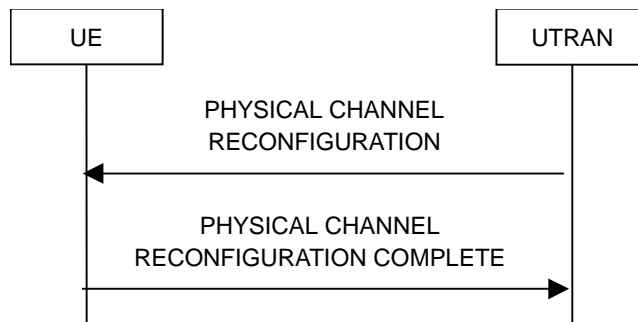 UE
UTRAN
PHYSICAL CHANNEL
RECONFIGURATION
PHYSICAL CHANNEL
RECONFIGURATION COMPLETE